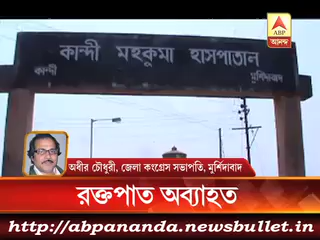 abp
আনন্দ
কান্দী মহকুমা হাসপাতাল
কান্দী
মুর্শিদাবাদ
অধীর চৌধুরী, জেলা কংগ্রেস সভাপতি, মুর্শিদাবাদ
রক্তপাত অব্যাহত
http://abpananda.newsbullet.in